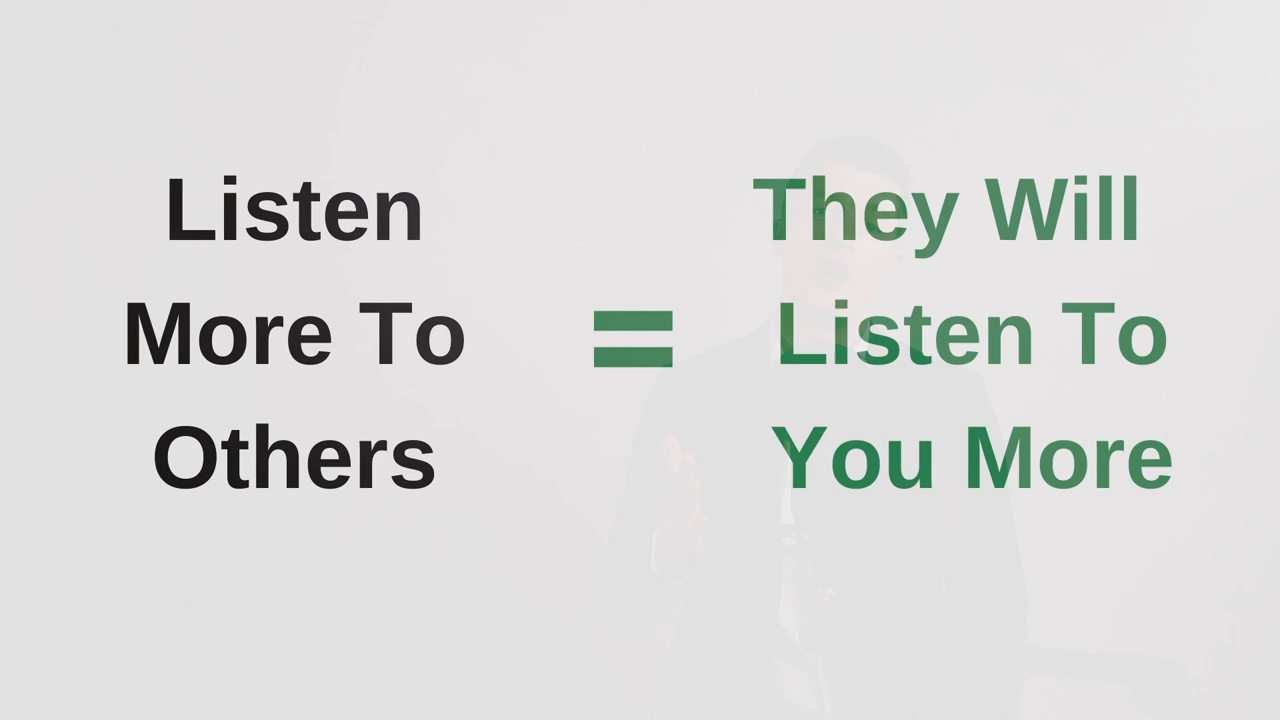 Listen
More To
Others
=
They Will
Listen To
You More